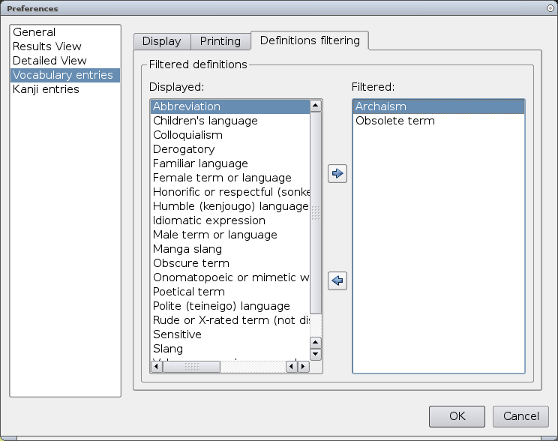 Preferences
General
Results View
Detailed View
Vocabulary entries
Kanji entries
Display
Printing
Definitions filtering
Filtered definitions
Displayed:
Abbreviation
Children's language
Colloquialism
Derogatory
Familiar language
Female term or language
Honorific or respectful (sonke
Humble (kenjougo) language
Idiomatic expression
Male term or language
Manga slang
Obscure term
Onomatopoeic or mimetic w
Poetical term
Polite (teineigo) language
Rude or X-rated term (not dis
Sensitive
Slang
Filtered:
Archaism
Obsolete term
OK
Cancel